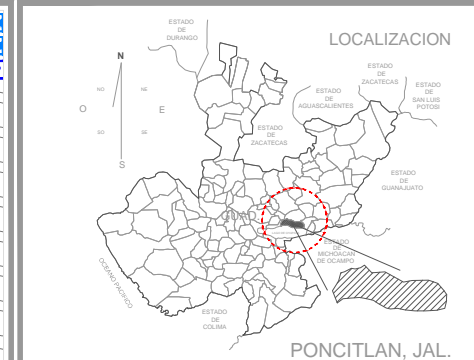 LOCALIZACION
ESTADO
DE
DURANGO
N
NO
NE
O
E
SO
SE
S
ESTADO
DE
ZACATECAS
ESTADO
DE
AGUASCALIENTES
ESTADO
DE
ZACATECAS
ESTADO
DE
SAN LUIS
POTOSI
ESTADO
DE
GUANAJUATO
GUAD.
ESTADO
DE
MICHOACAN
DE OCAMPO
OCEANO PACIFICO
ESTADO
DE
COLIMA
PONCITLAN, JAL.